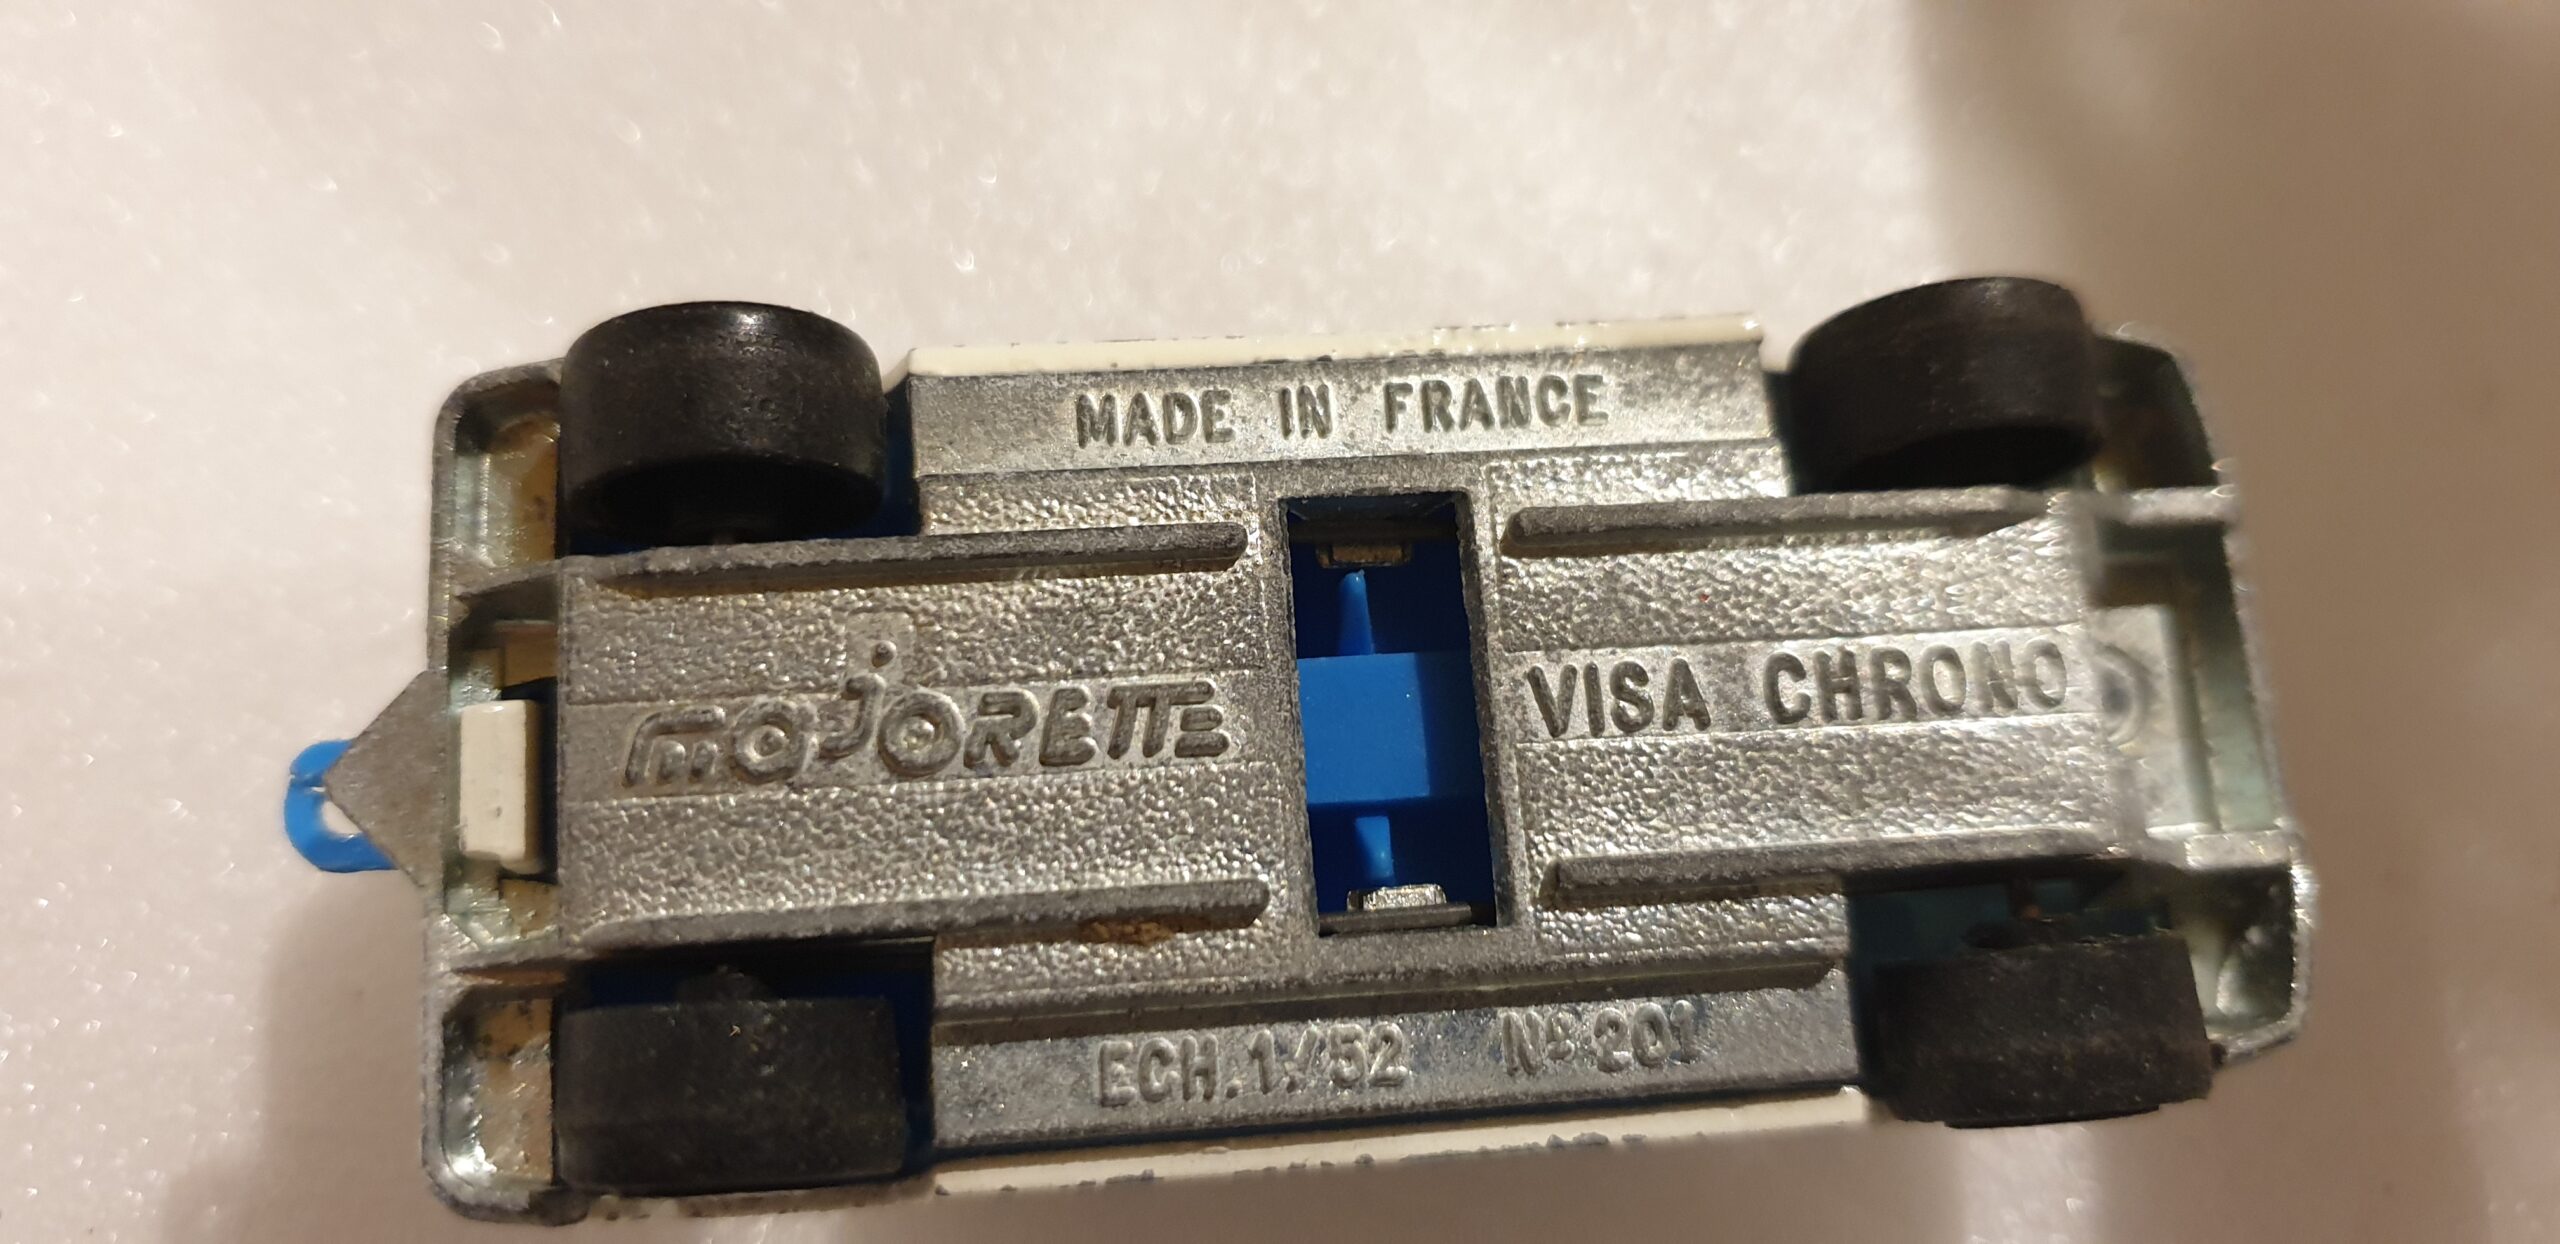 MADE IN FRANCE
majORETTE
VISA CHRONO
ECH.1/52 Nº 201